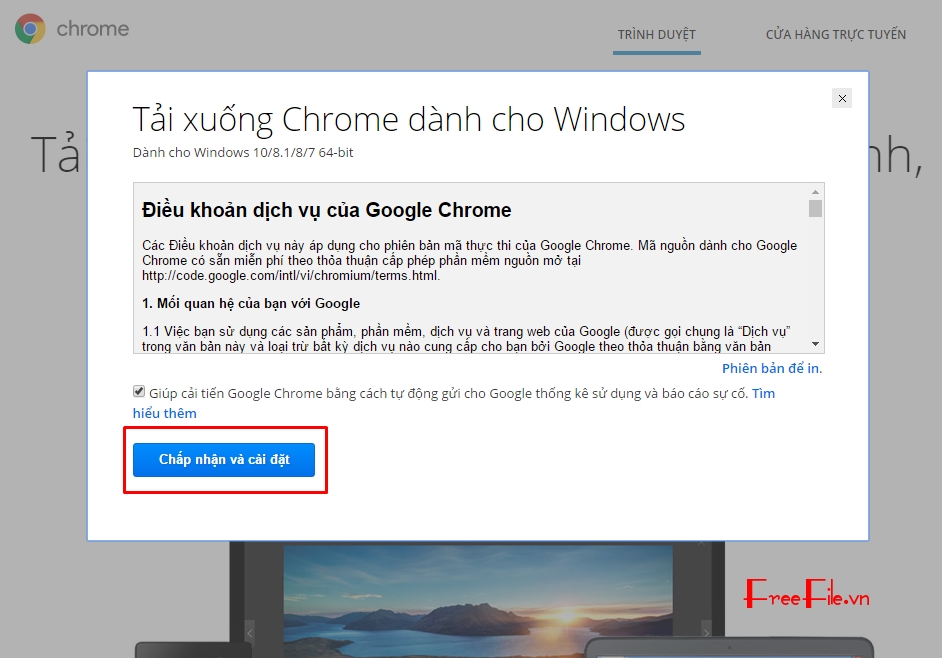 chrome
TRÌNH DUYỆT
CỬA HÀNG TRỰC TUYẾN
Tải xuống Chrome dành cho Windows
Dành cho Windows 10/8.1/8/7 64-bit
Tả
nh,
Điều khoản dịch vụ của Google Chrome
Các Điều khoản dịch vụ này áp dụng cho phiên bản mã thực thi của Google Chrome. Mã nguồn dành cho Google
Chrome có sẵn miễn phí theo thỏa thuận cấp phép phần mềm nguồn mở tại
http://code.google.com/intl/vi/chromium/terms.html.
1. Mối quan hệ của bạn với Google
1.1 Việc bạn sử dụng các sản phẩm, phần mềm, dịch vụ và trang web của Google (được gọi chung là “Dịch vụ”
trong văn bản này và loại trừ bất kỳ dịch vụ nào cung cấp cho bạn bởi Google theo thỏa thuận bằng văn bản
Phiên bản để in.
Giúp cải tiến Google Chrome bằng cách tự động gửi cho Google thống kê sử dụng và báo cáo sự cố. Tìm
hiểu thêm
Chấp nhận và cài đặt
FreeFile.vn